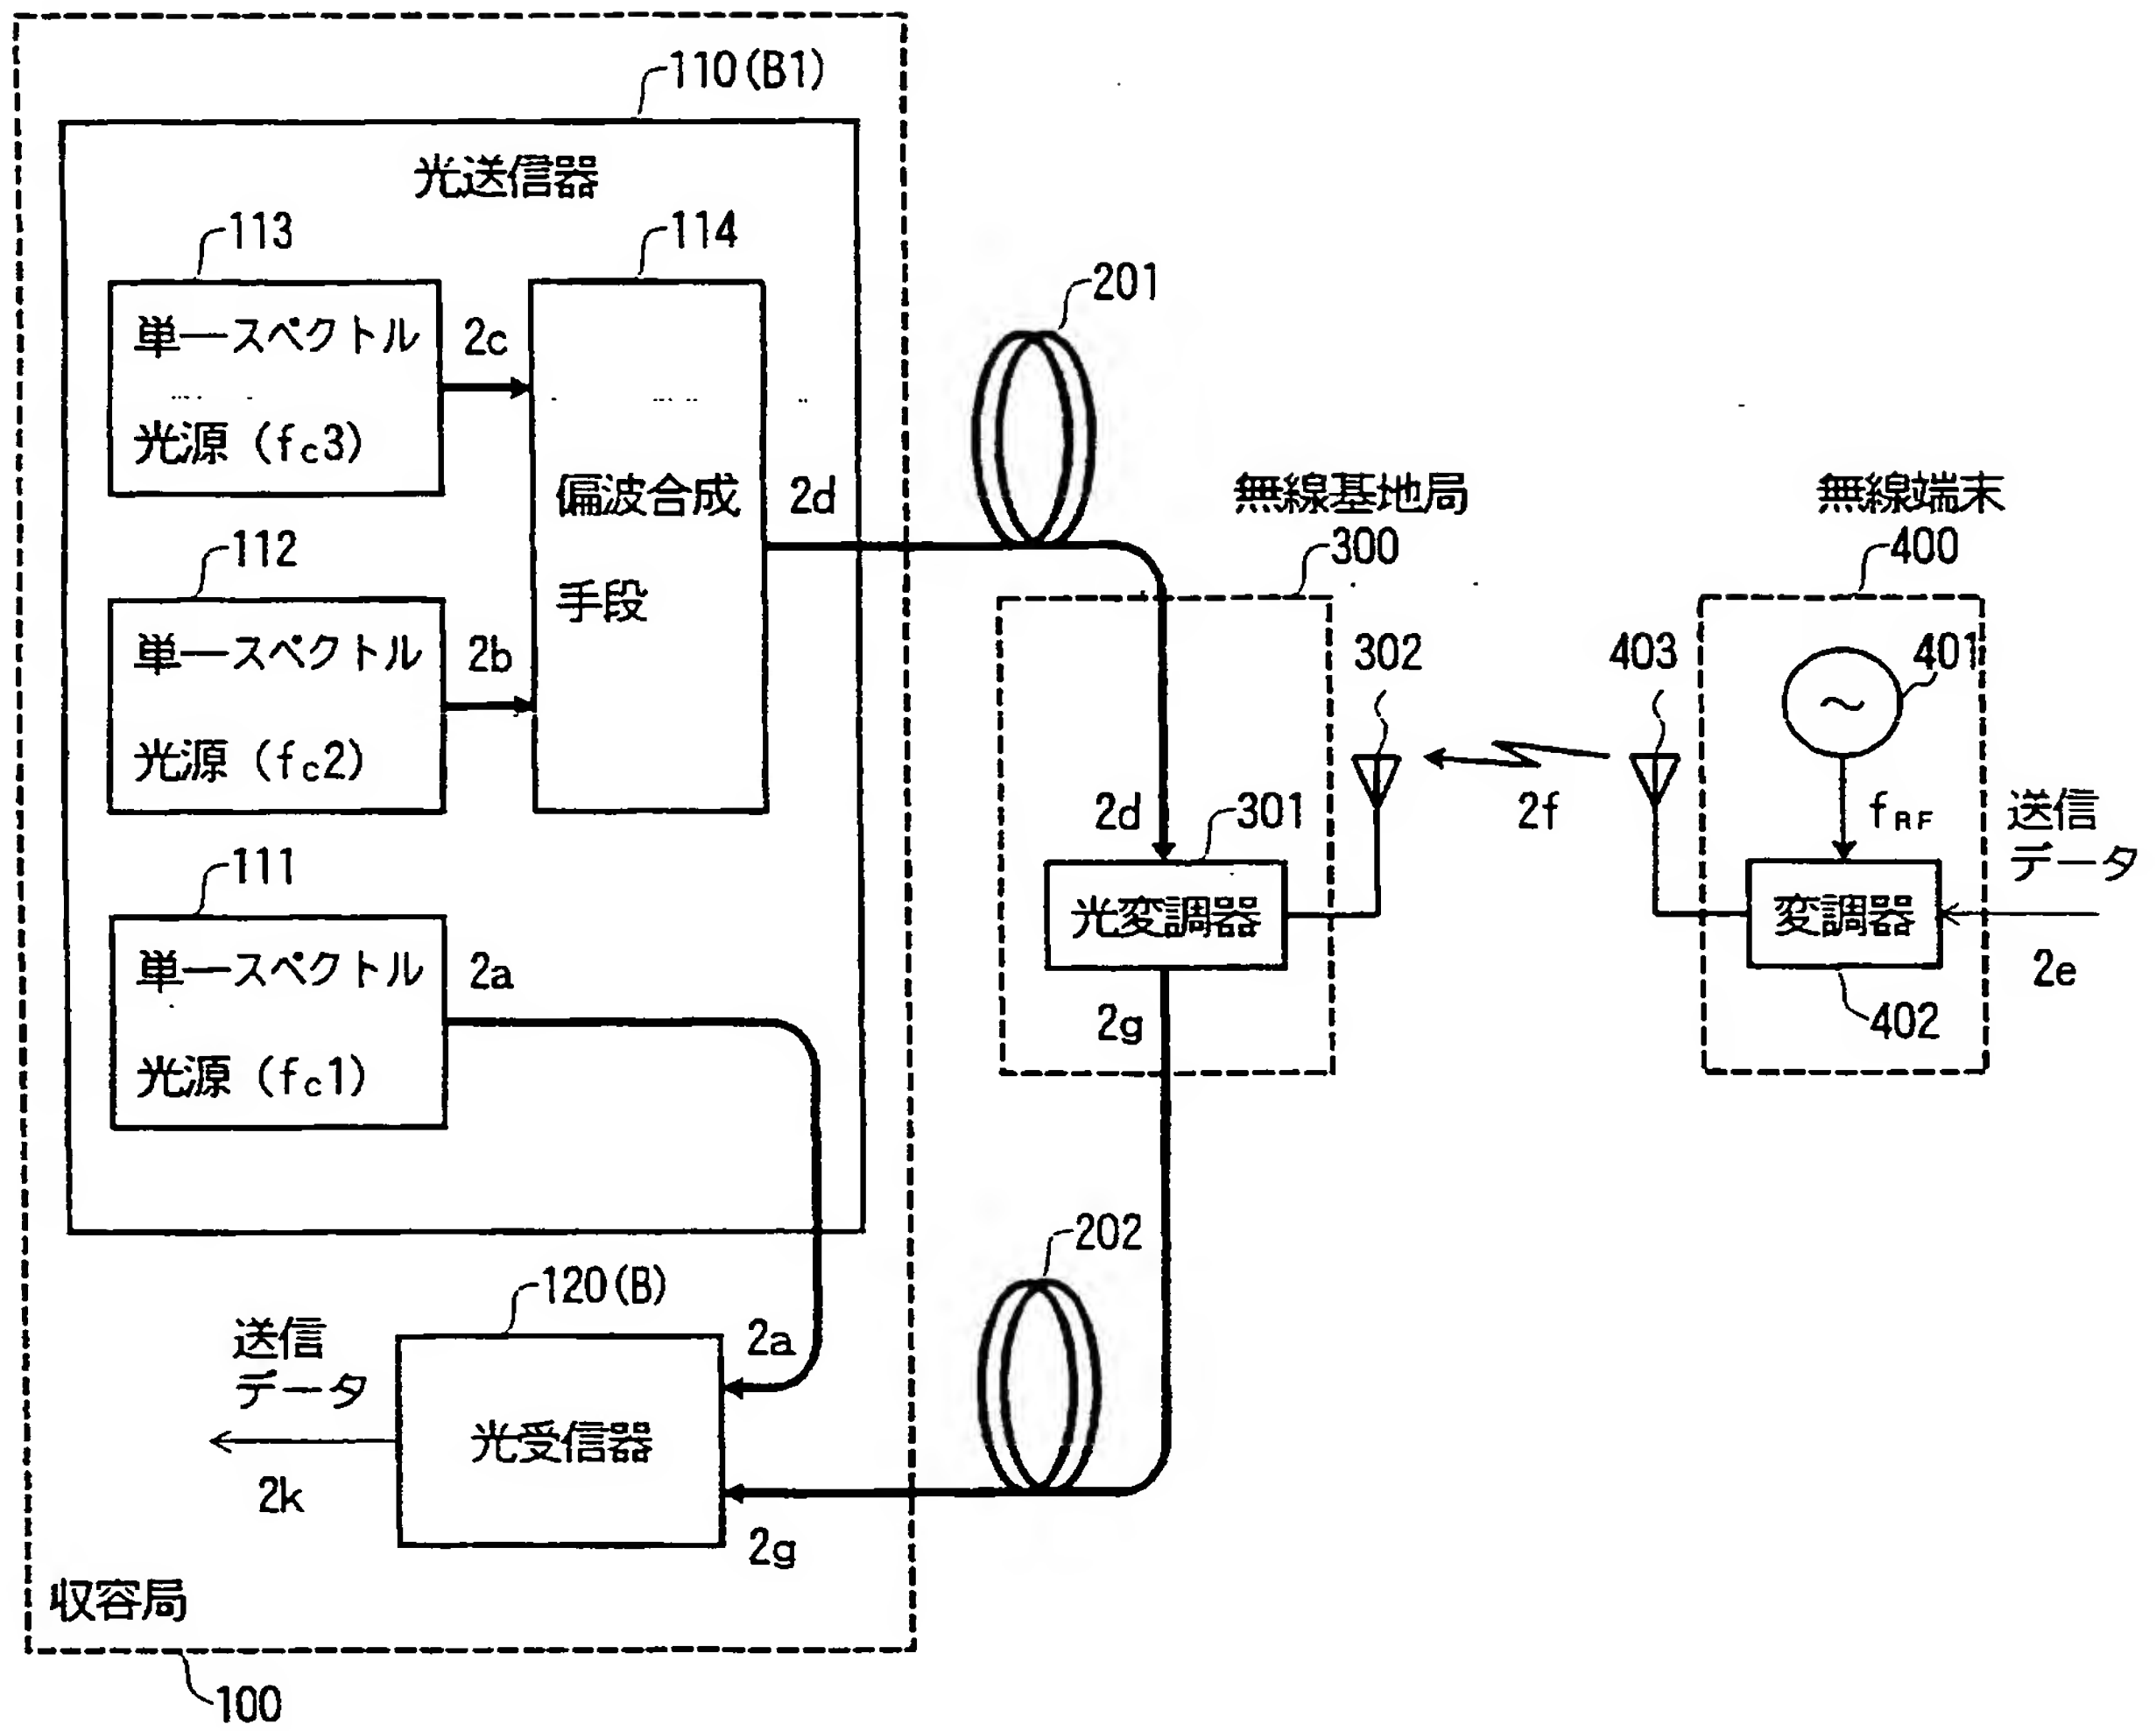 110(B1)
光送信器
113
114
単一スペクトル
光源(fc3)
2c
偏波合成
手段
2d
201
112
単一スペクトル
光源(fc2)
2b
111
単一スペクトル
光源(fc1)
2a
無線基地局
300
無線端末
400
302
403
401
2d
301
2f
fRF
送信
データ
光変調器
変調器
2e
2g
402
202
120(B)
2a
送信
データ
光受信器
2k
2g
収容局
100